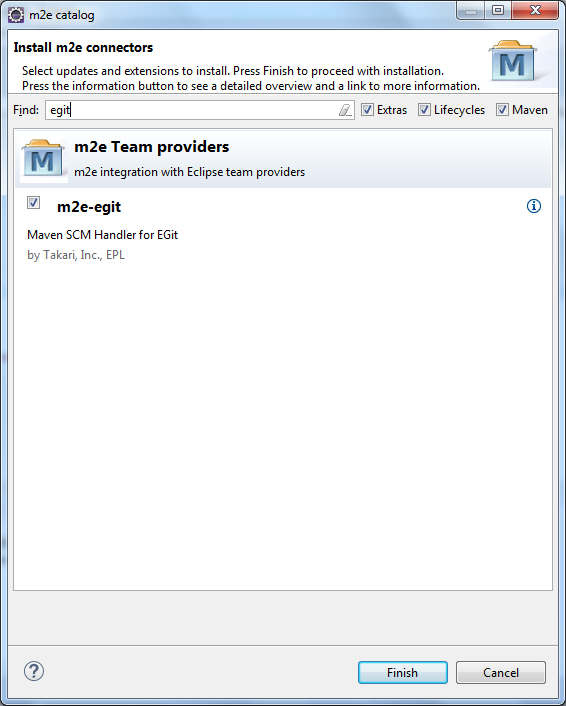 m2e catalog
Install m2e connectors
Select updates and extensions to install. Press Finish to proceed with installation.
Press the information button to see a detailed overview and a link to more information.
Find: egit Extras Lifecycles Maven
M
M
m2e Team providers
m2e integration with Eclipse team providers
m2e-egit
Maven SCM Handler for EGit
by Takari, Inc., EPL
Finish Cancel